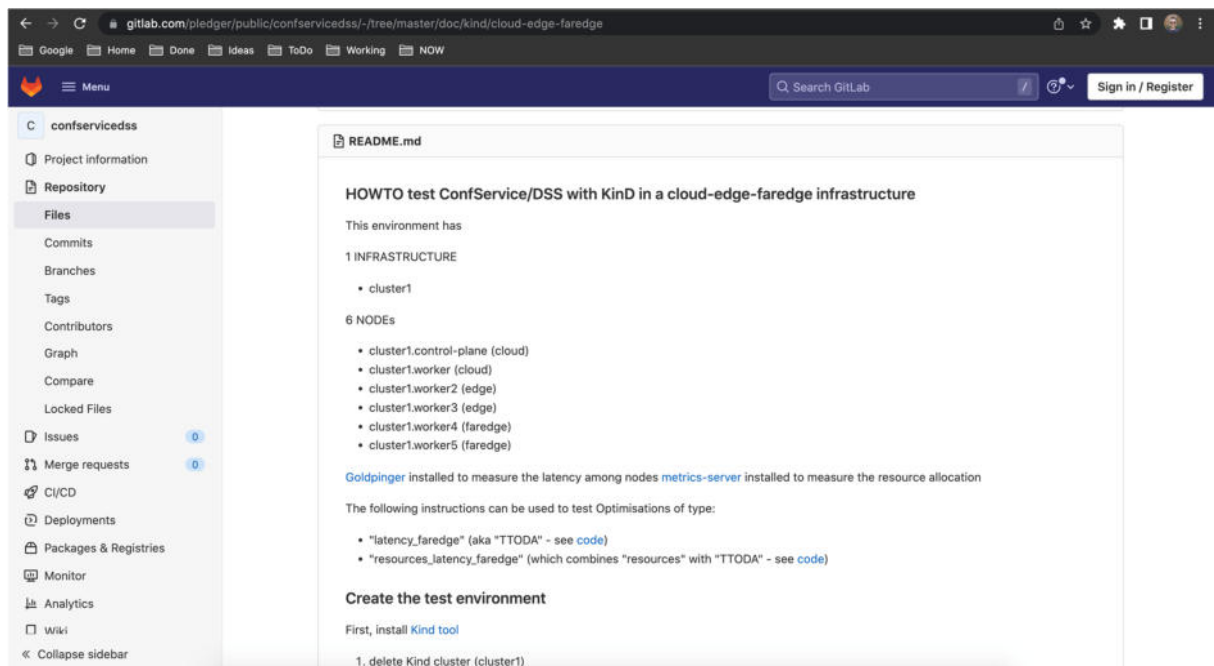 gitlab.com/pledger/public/confservicedss/-/tree/master/doc/kind/cloud-edge-faredge
Google Home Done Ideas ToDo Working NOW
Menu
Search GitLab /
Sign in / Register
C confservicedss
Project information
Repository
Files
Commits
Branches
Tags
Contributors
Graph
Compare
Locked Files
Issues 0
Merge requests 0
CI/CD
Deployments
Packages & Registries
Monitor
Analytics
Wiki
Collapse sidebar
README.md
HOWTO test ConfService/DSS with KinD in a cloud-edge-faredge infrastructure
This environment has
1 INFRASTRUCTURE
• cluster1
6 NODEs
• cluster1.control-plane (cloud)
• cluster1.worker (cloud)
• cluster1.worker2 (edge)
• cluster1.worker3 (edge)
• cluster1.worker4 (faredge)
• cluster1.worker5 (faredge)
Goldpinger installed to measure the latency among nodes metrics-server installed to measure the resource allocation
The following instructions can be used to test Optimisations of type:
• "latency_faredge" (aka "TTODA" - see code)
• "resources_latency_faredge" (which combines "resources" with "TTODA" - see code)
Create the test environment
First, install Kind tool
1. delete Kind cluster (cluster1)